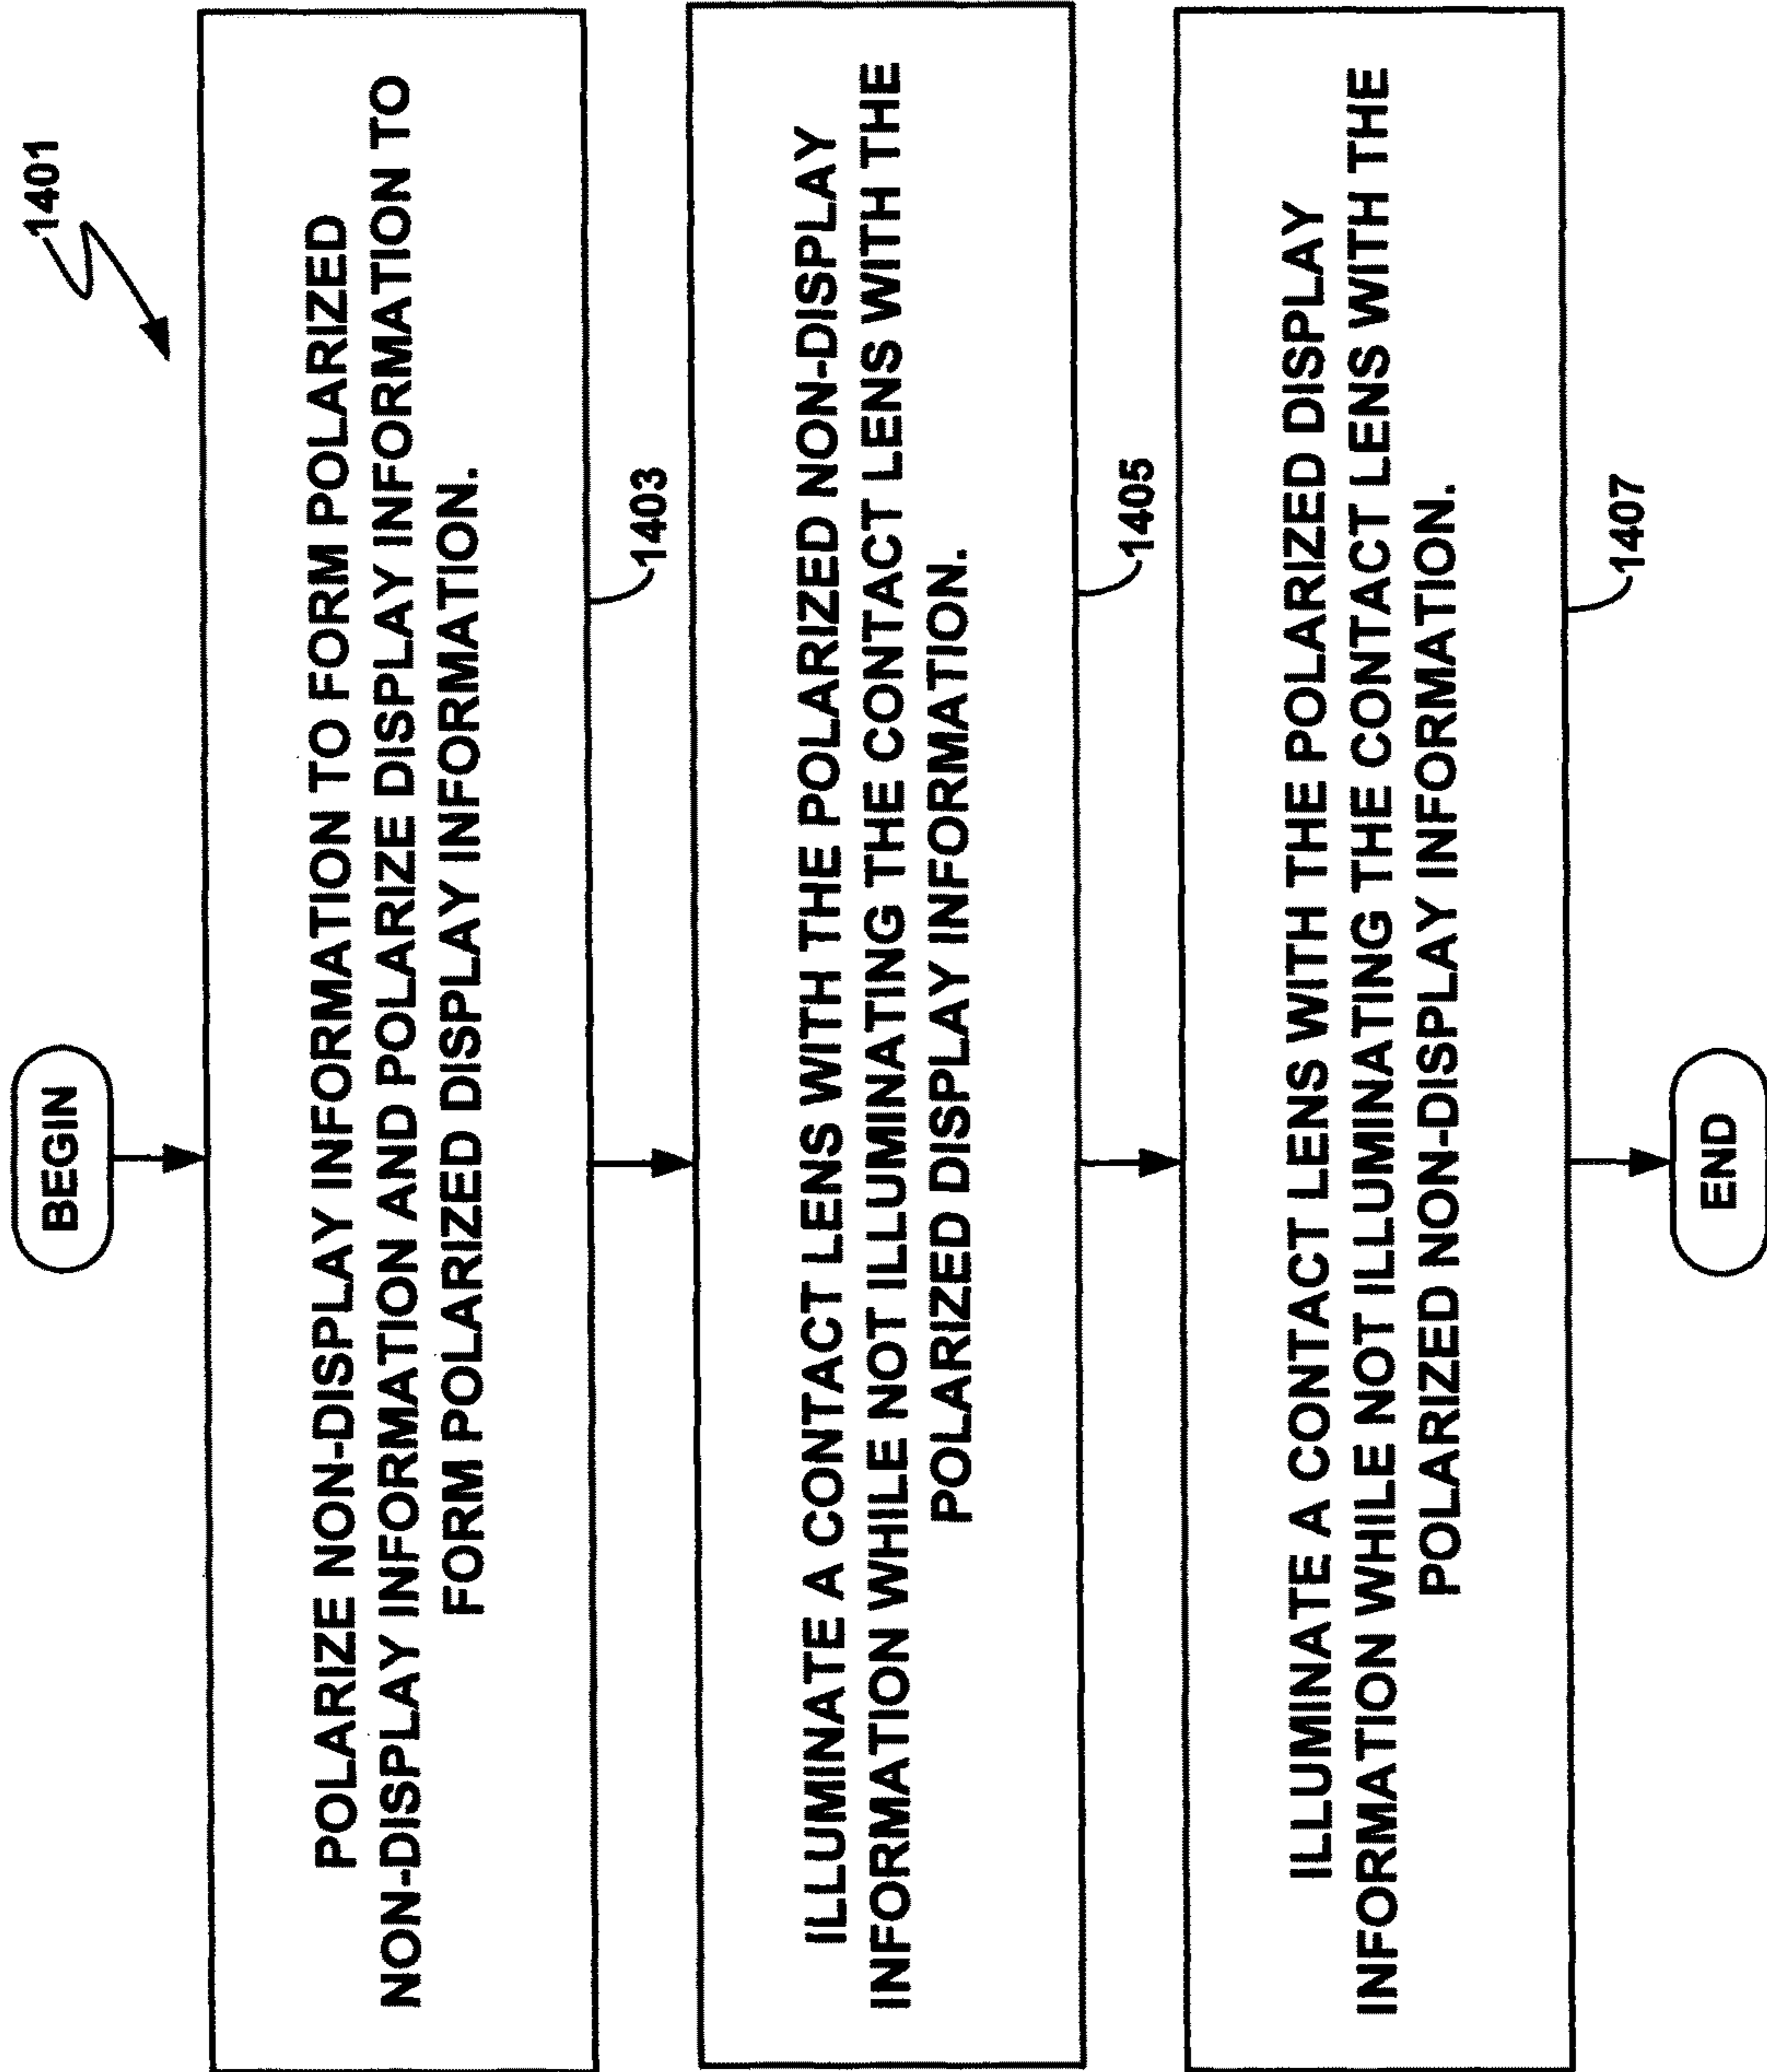 1401
BEGIN
POLARIZE NON-DISPLAY INFORMATION TO FORM POLARIZED
NON-DISPLAY INFORMATION AND POLARIZE DISPLAY INFORMATION TO
FORM POLARIZED DISPLAY INFORMATION.
1403
ILLUMINATE A CONTACT LENS WITH THE POLARIZED NON-DISPLAY
INFORMATION WHILE NOT ILLUMINATING THE CONTACT LENS WITH THE
POLARIZED DISPLAY INFORMATION.
1405
ILLUMINATE A CONTACT LENS WITH THE POLARIZED DISPLAY
INFORMATION WHILE NOT ILLUMINATING THE CONTACT LENS WITH THE
POLARIZED NON-DISPLAY INFORMATION.
1407
END